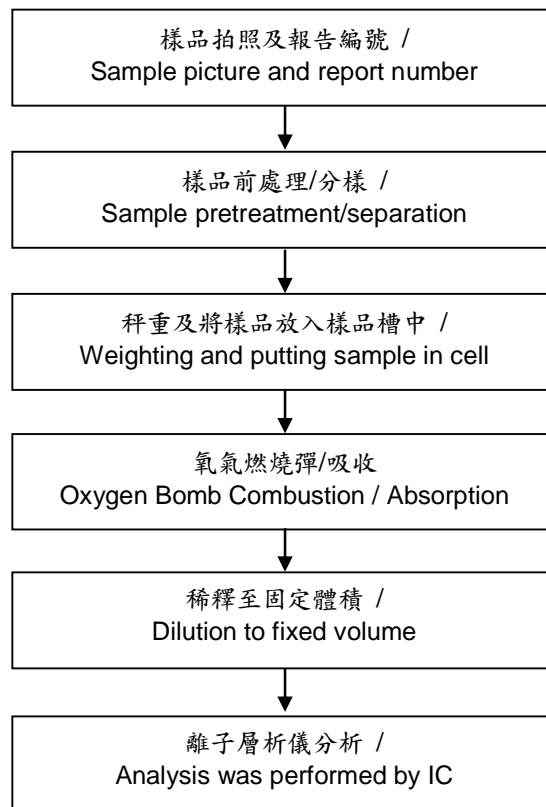 樣品拍照及報告編號 /
Sample picture and report number
樣品前處理/分樣 /
Sample pretreatment/separation
秤重及將樣品放入樣品槽中 /
Weighting and putting sample in cell
氧氣燃燒彈/吸收
Oxygen Bomb Combustion / Absorption
稀釋至固定體積 /
Dilution to fixed volume
離子層析儀分析 /
Analysis was performed by IC